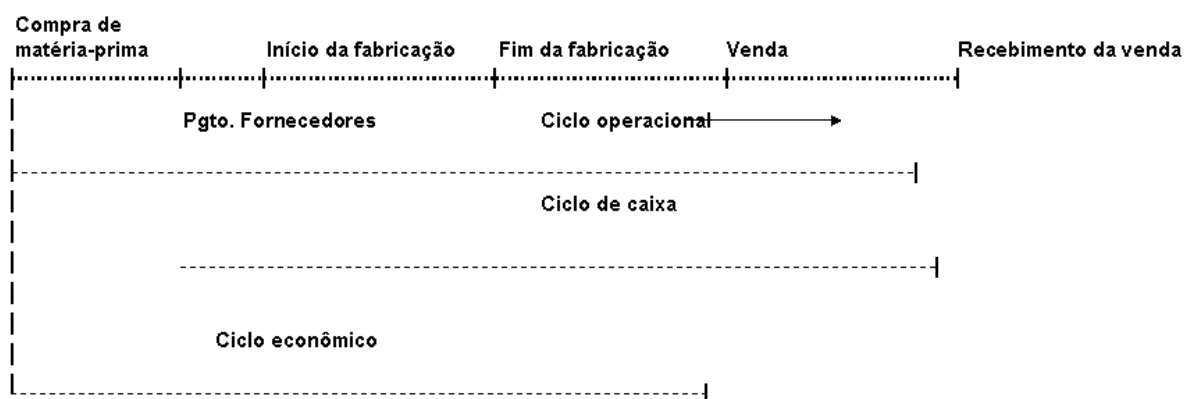 Compra de
matéria-prima
Início da fabricação
Fim da fabricação
Venda
Recebimento da venda
Pgto. Fornecedores
Ciclo operacional
Ciclo de caixa
Ciclo econômico